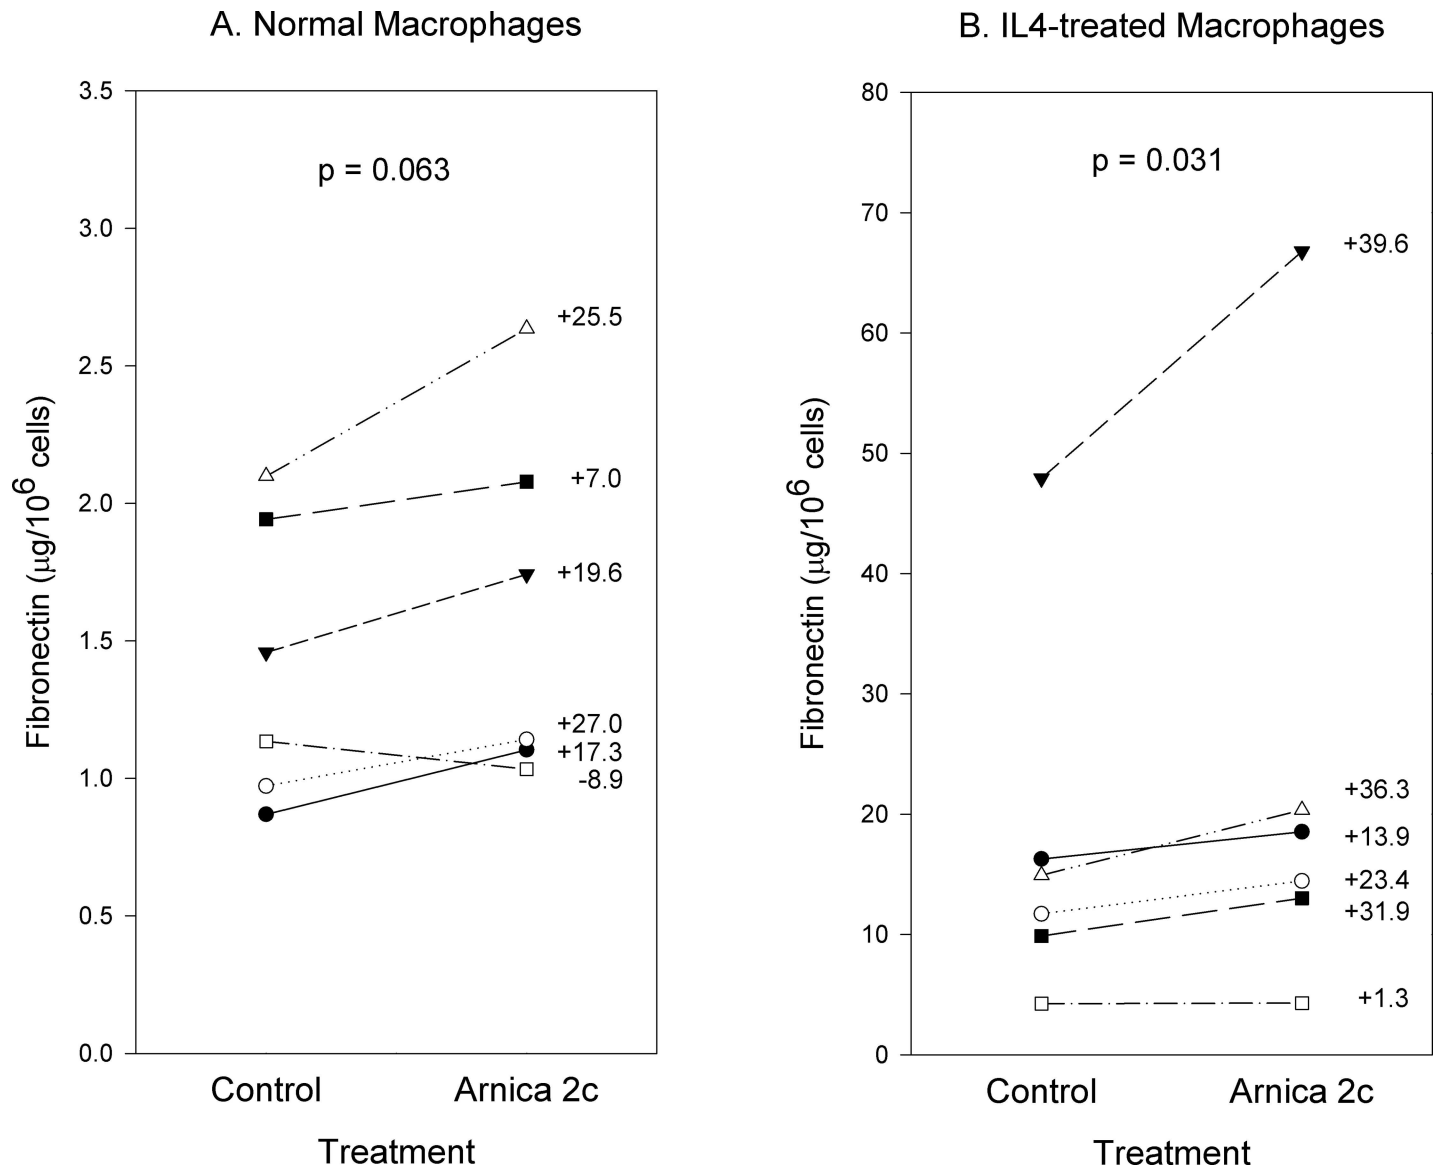 A. Normal Macrophages
3.5
3.0
2.5
2.0
1.5
1.0
0.5
0.0
Fibronectin (μg/10⁶ cells)
p = 0.063
+25.5
+7.0
+19.6
+27.0
+17.3
-8.9
Control
Arnica 2c
Treatment
B. IL4-treated Macrophages
80
70
60
50
40
30
20
10
0
Fibronectin (μg/10⁶ cells)
p = 0.031
+39.6
+36.3
+13.9
+23.4
+31.9
+1.3
Control
Arnica 2c
Treatment